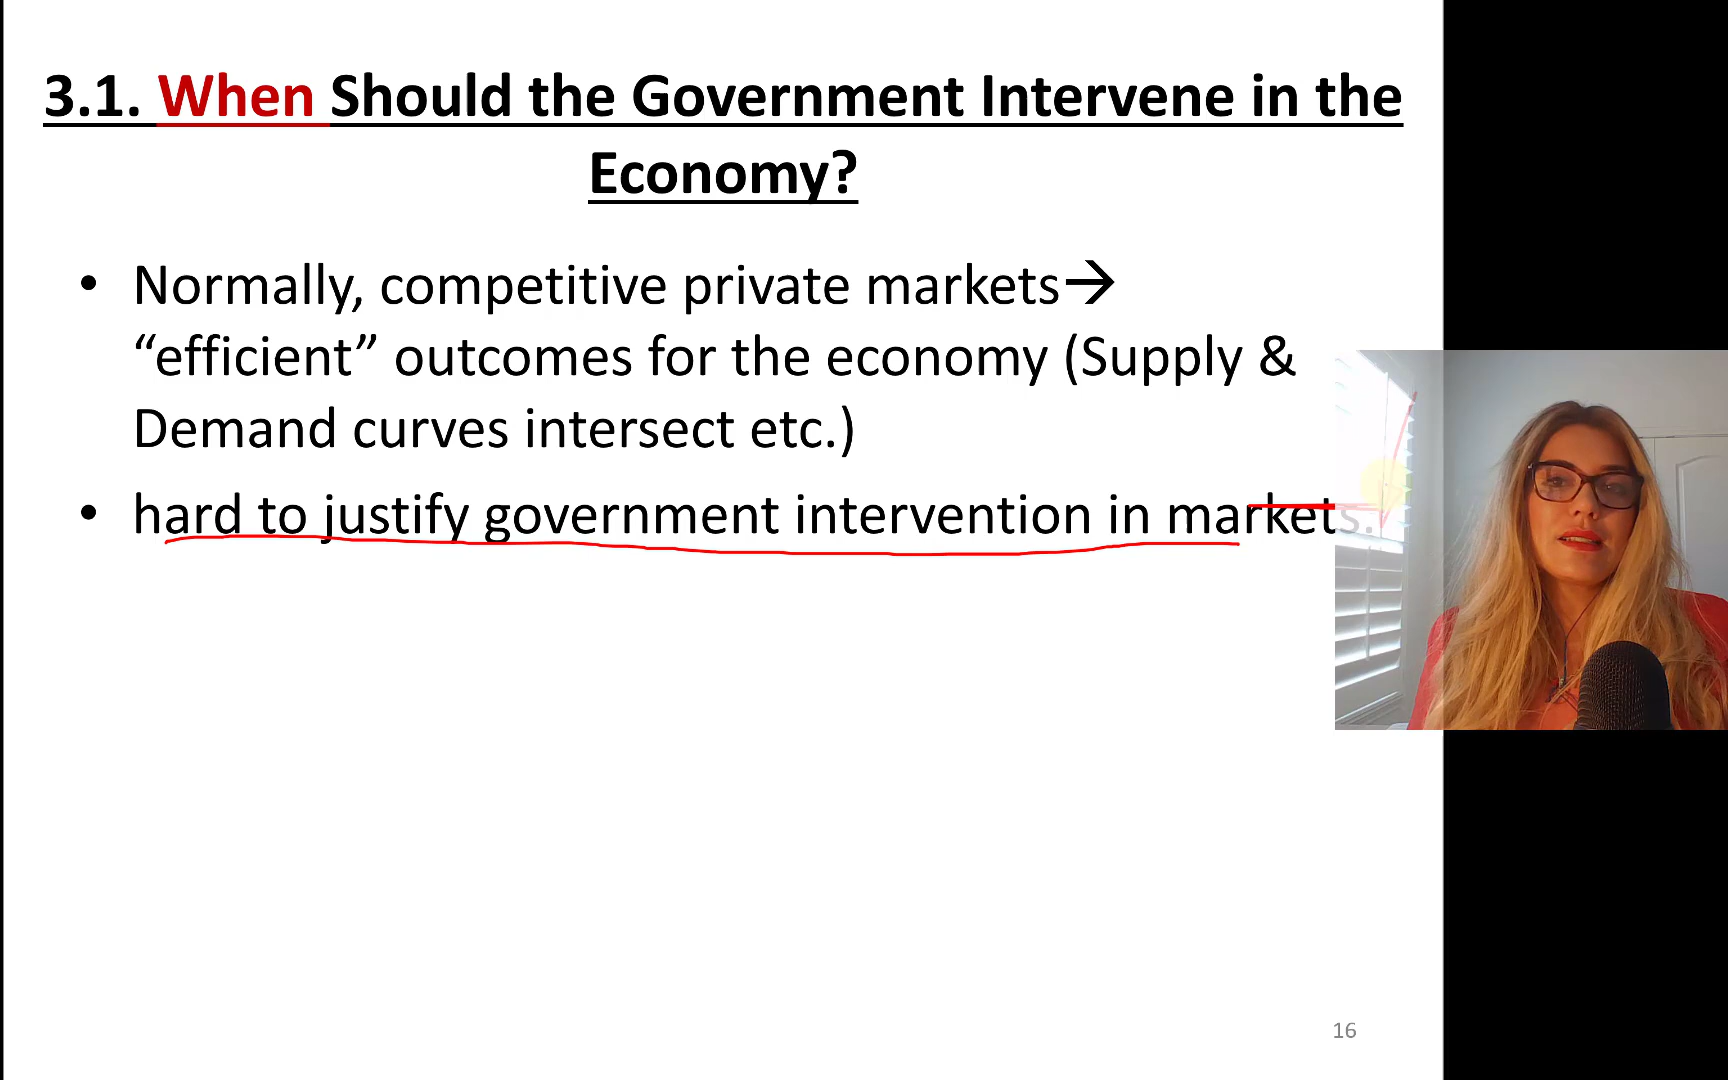 3.1. When Should the Government Intervene in the
Economy?
• Normally, competitive private markets→
“efficient” outcomes for the economy (Supply &
Demand curves intersect etc.)
• hard to justify government intervention in markets.
16